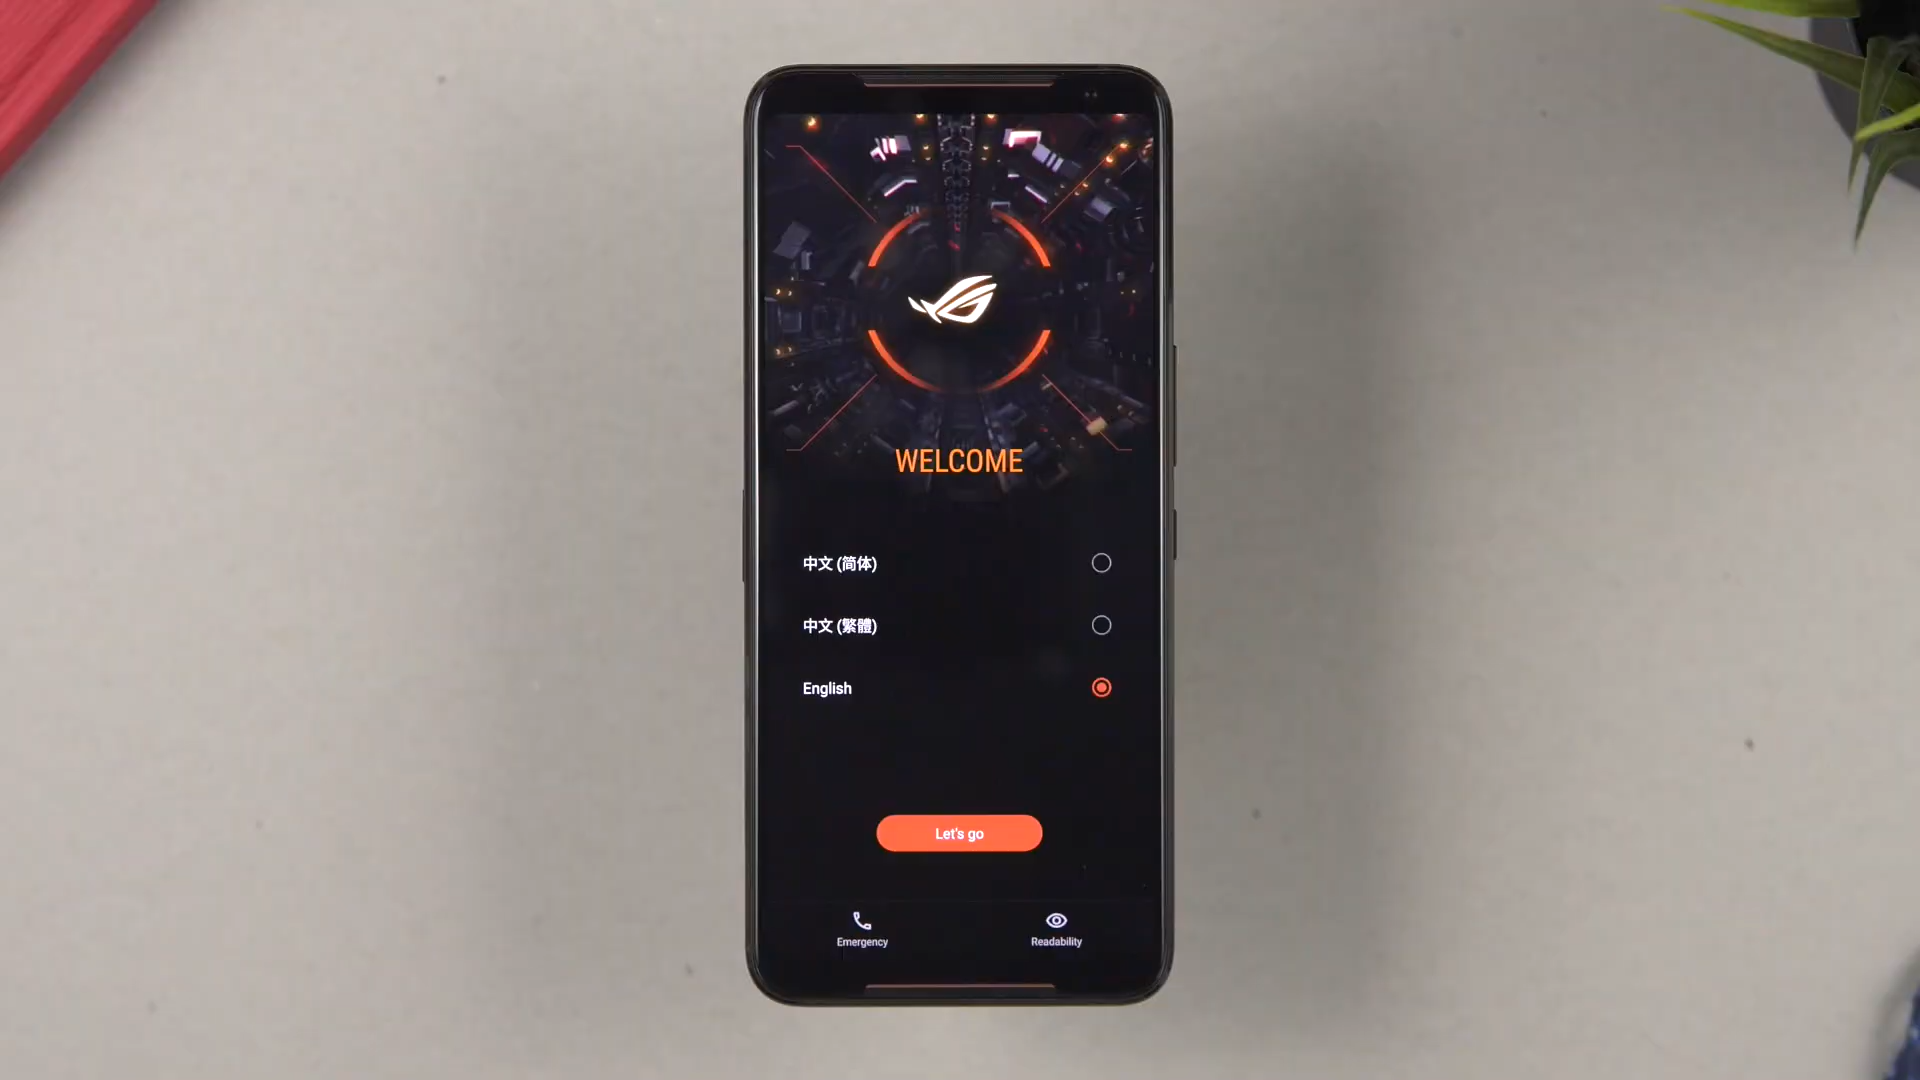 WELCOME
中文 (简体)
中文 (繁體)
English
Let's go
Emergency
Readability